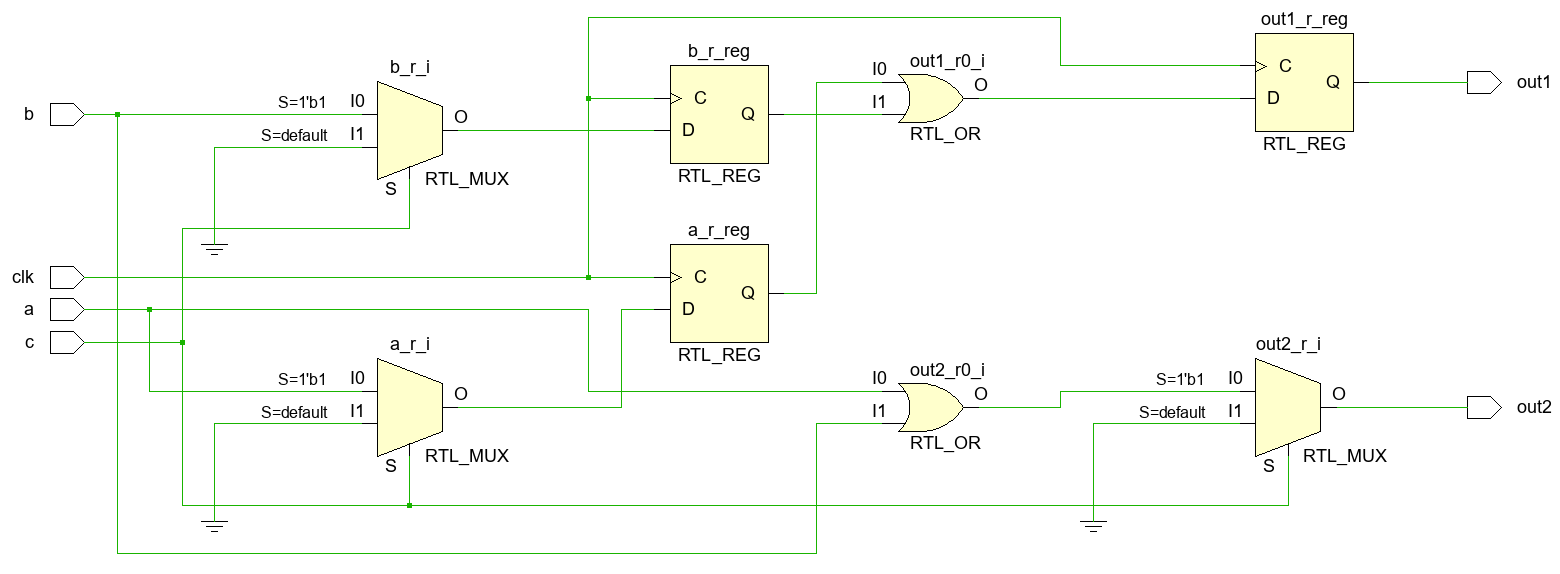 out1_r_reg
b_r_reg
b_r_i
out1_r0_i
C
Q
out1
D
RTL_REG
I0
O
I1
RTL_OR
C
Q
D
RTL_REG
b
S=1'b1
I0
O
S=default
I1
S
RTL_MUX
a_r_reg
clk
C
Q
a
D
c
RTL_REG
a_r_i
S=1'b1
I0
O
S=default
I1
S
RTL_MUX
out2_r0_i
I0
O
I1
RTL_OR
out2_r_i
S=1'b1
I0
O
out2
S=default
I1
S
RTL_MUX